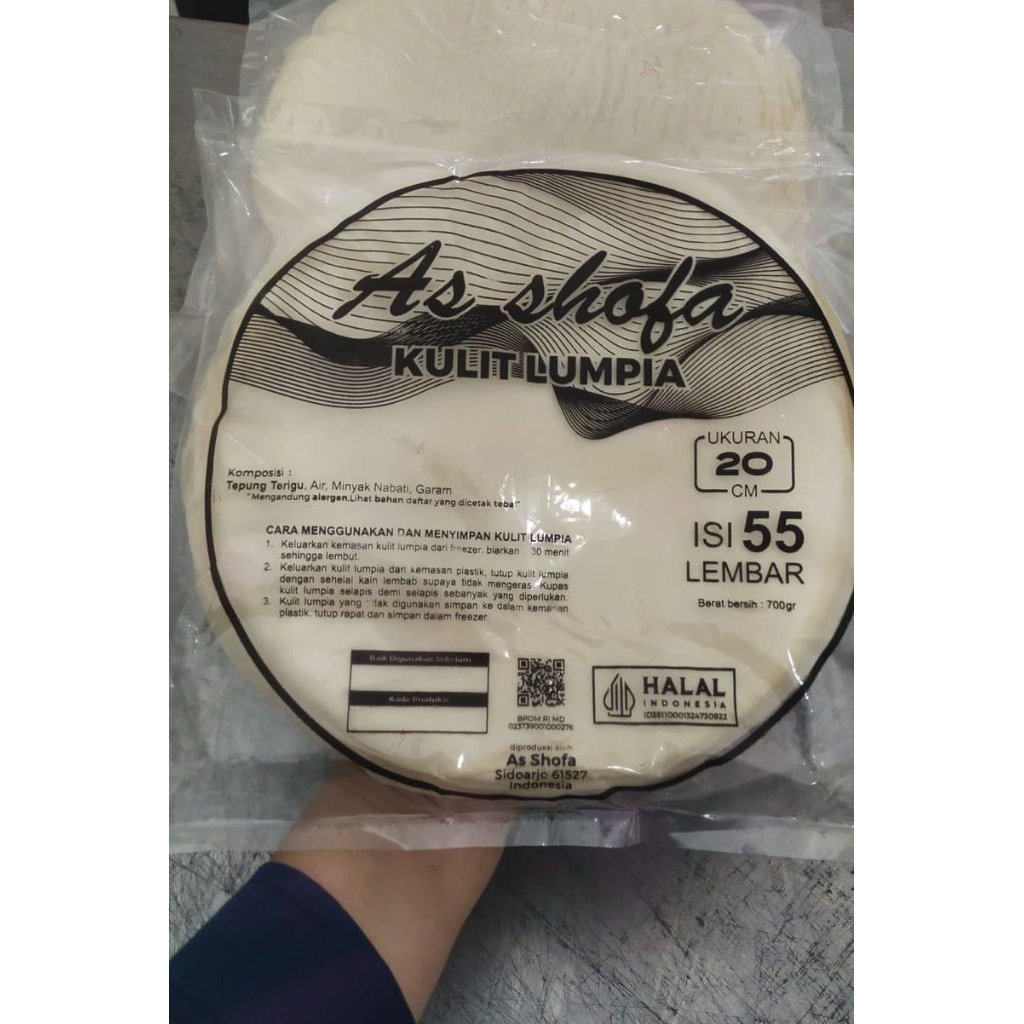 As shofa
KULIT LUMPIA
UKURAN
20
CM
ISI 55
LEMBAR
Berat bersih : 700gr
Komposisi :
Tepung Terigu, Air, Minyak Nabati, Garam
"Mengandung alergen.Lihat bahan daftar yang dicetak tebal"
CARA MENGGUNAKAN DAN MENYIMPAN KULIT LUMPIA
1. Keluarkan kemasan kulit lumpia dari freezer, biarkan 30 menit
sehingga lembut.
2. Keluarkan kulit lumpia dari kemasan plastik, tutup kulit lumpia
dengan sehelai kain lembab supaya tidak mengeras. Kupas
kulit lumpia selapis demi selapis sebanyak yang diperlukan.
3. Kulit lumpia yang tidak digunakan simpan ke dalam kemasan
plastik, tutup rapat dan simpan dalam freezer.
Baik Digunakan Sebelum
Kode Produksi
BPOM RI MD
023739001000276
HALAL
INDONESIA
ID35110001324730922
diproduksi oleh
As Shofa
Sidoarjo 61527
Indonesia